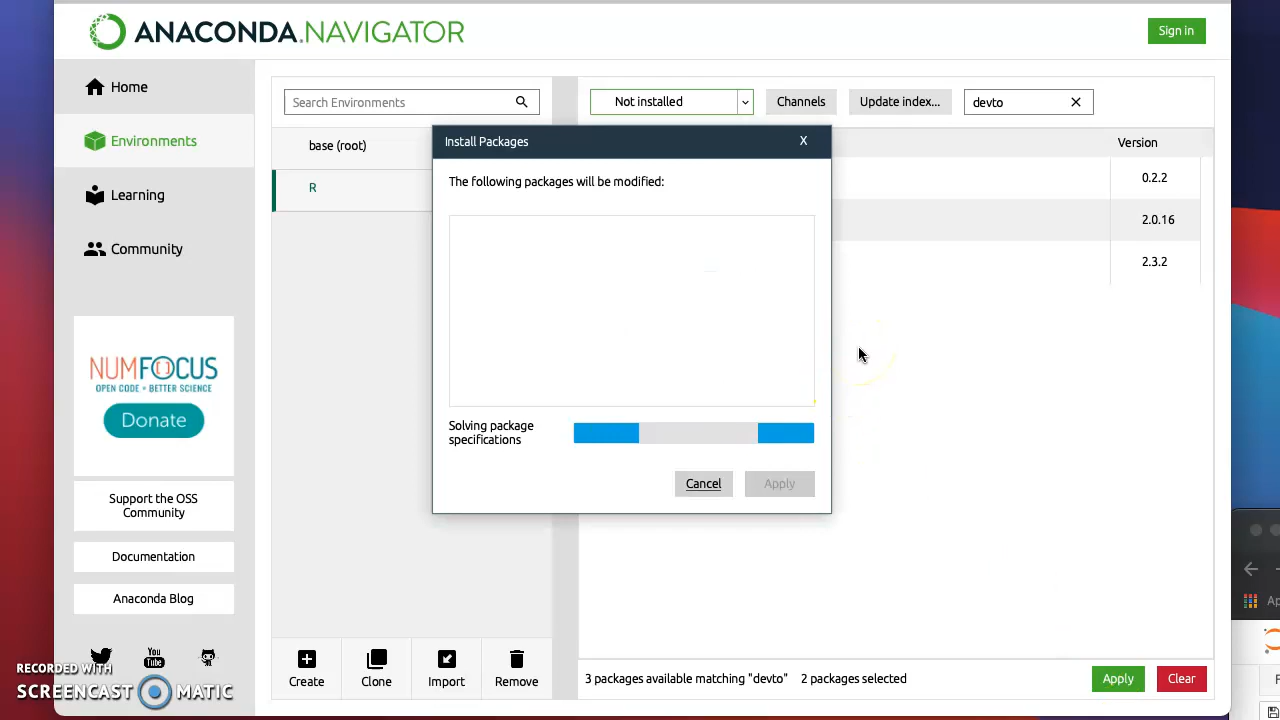 ANACONDA.NAVIGATOR
Sign in
Home
Environments
Learning
Community
NUMFOCUS
OPEN CODE = BETTER SCIENCE
Donate
Support the OSS
Community
Documentation
Anaconda Blog
You
Tube
RECORDED WITH
SCREENCAST MATIC
Search Environments
base (root)
R
Create
Clone
Import
Remove
Not installed
Channels
Update index...
devto
X
Version
0.2.2
2.0.16
2.3.2
Install Packages
X
The following packages will be modified:
Solving package
specifications
Cancel
Apply
3 packages available matching "devto"
2 packages selected
Apply
Clear